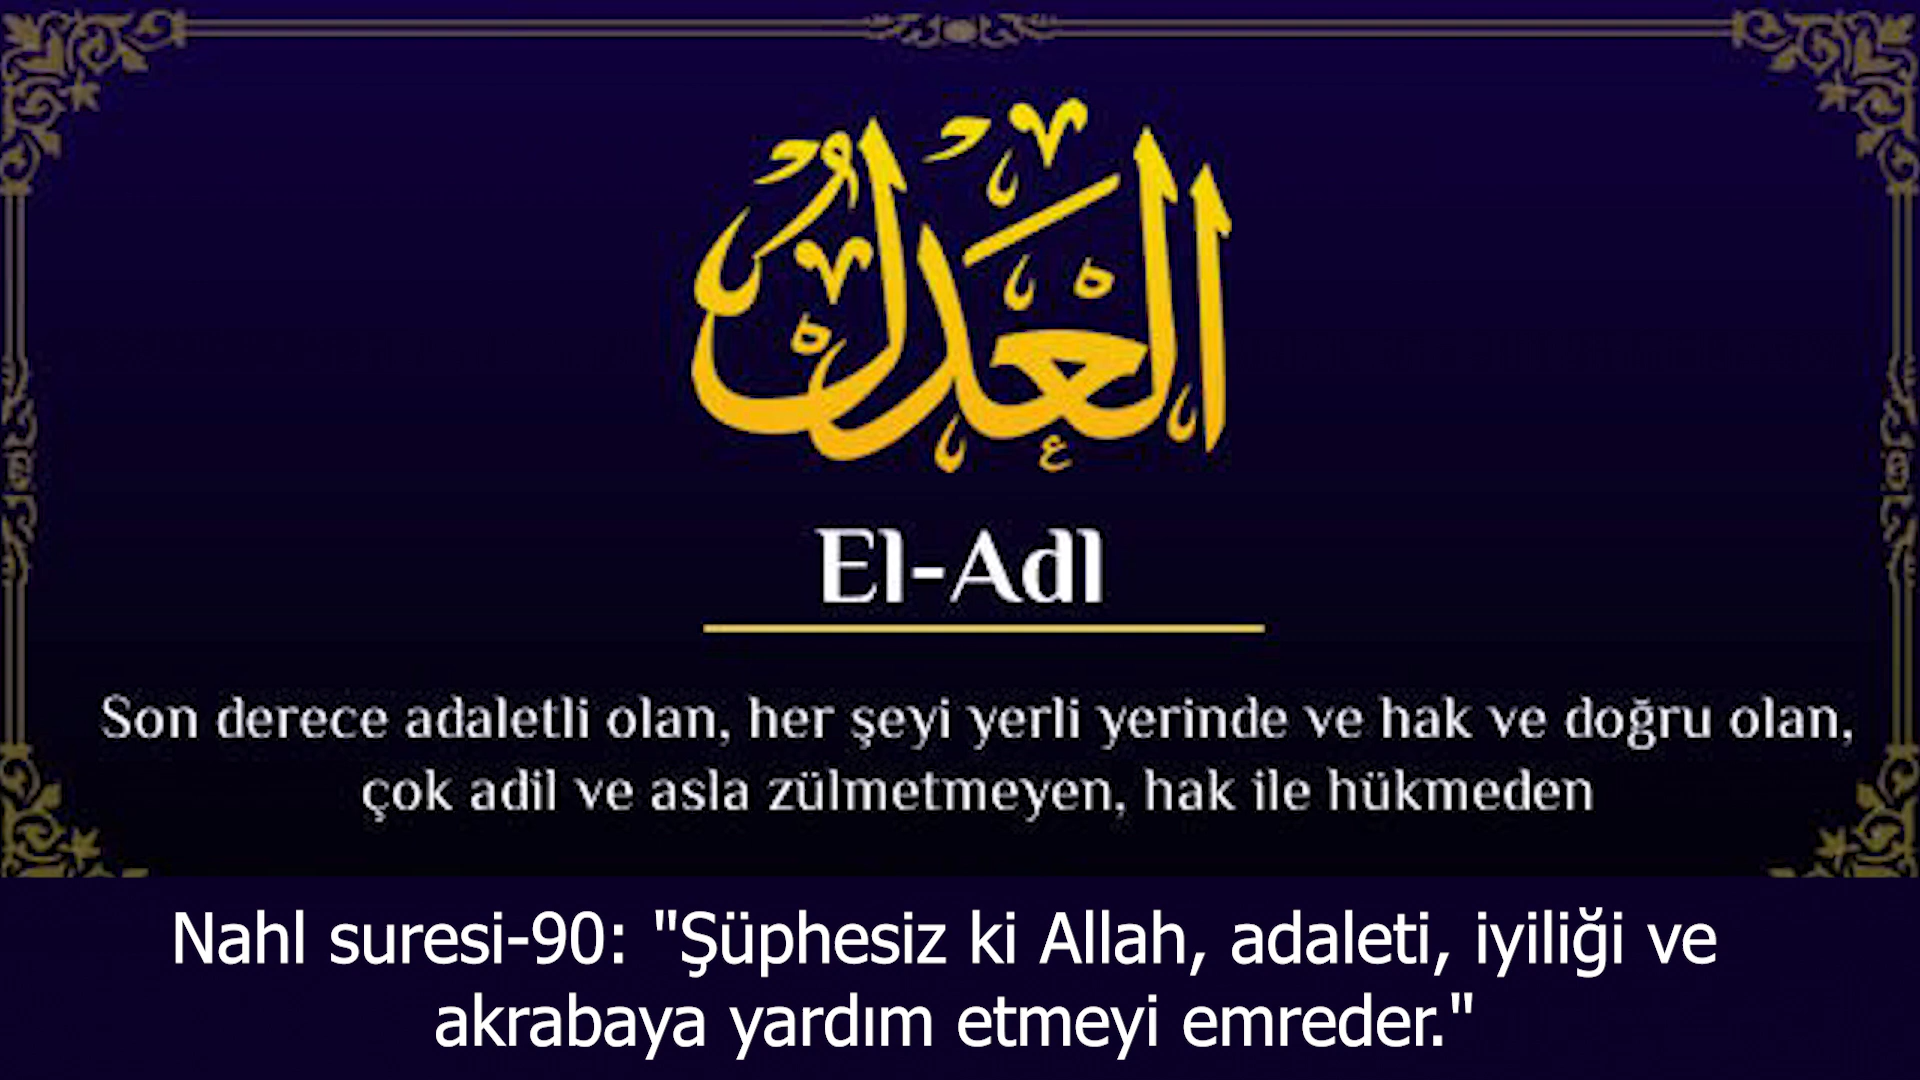 الْعَدْلُ
El-Adl
Son derece adaletli olan, her şeyi yerli yerinde ve hak ve doğru olan,
çok adil ve asla zülmetmeyen, hak ile hükmeden
Nahl suresi-90: "Şüphesiz ki Allah, adaleti, iyiliği ve
akrabaya yardım etmeyi emreder."